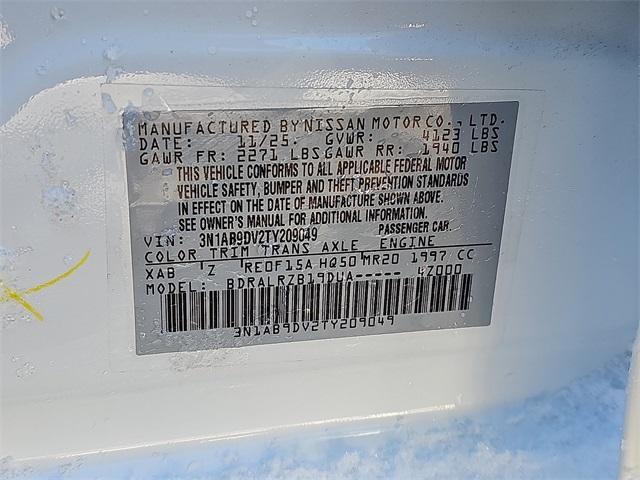 MANUFACTURED BY NISSAN MOTOR CO., LTD.
DATE: 11/25. GVWR: 4123 LBS
GAWR FR: 2271 LBS GAWR RR: 1940 LBS
THIS VEHICLE CONFORMS TO ALL APPLICABLE FEDERAL MOTOR
VEHICLE SAFETY, BUMPER AND THEFT PREVENTION STANDARDS
IN EFFECT ON THE DATE OF MANUFACTURE SHOWN ABOVE.
SEE OWNER'S MANUAL FOR ADDITIONAL INFORMATION
VIN: 3N1AB9DV2TY209049 PASSENGER CAR.
COLOR TRIM TRANS AXLE ENGINE
XAB Z RE0F15A HQ50 MR20 1997 CC
MODEL: BDRALRZB19DUA----- 4Z000
3N1AB9DV2TY209049